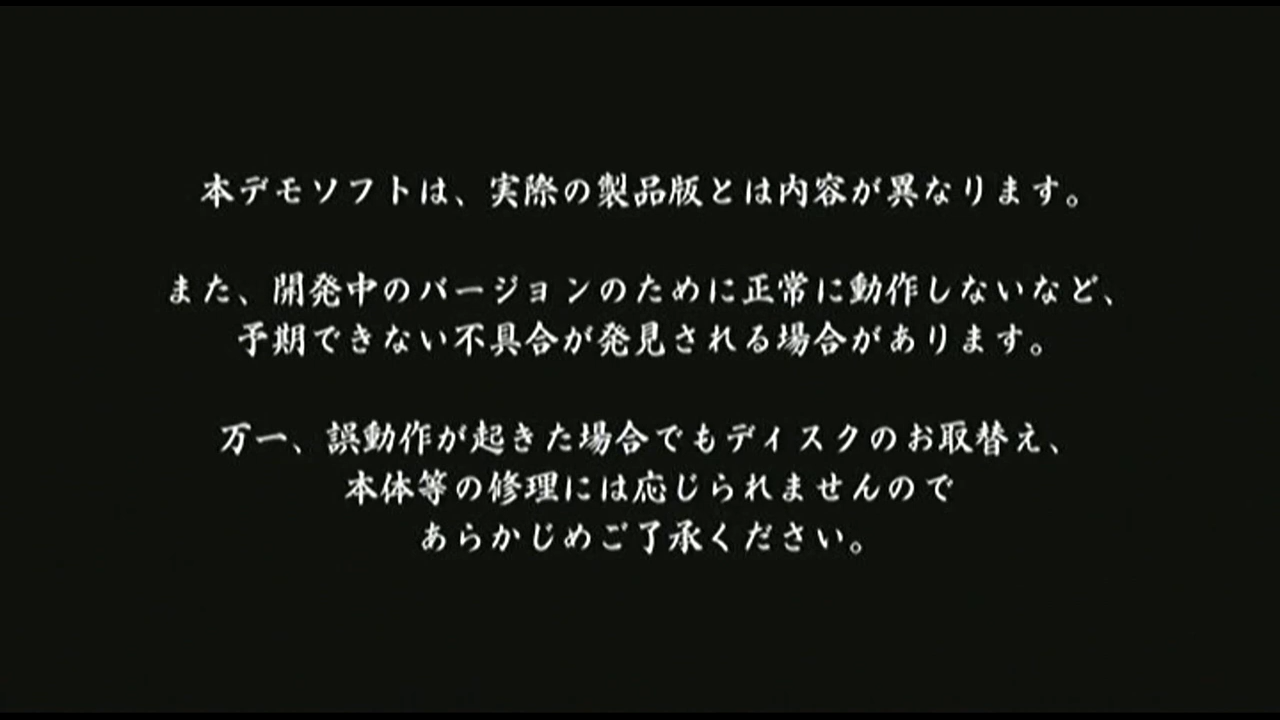 本デモソフトは、実際の製品版とは内容が異なります。
また、開発中のバージョンのために正常に動作しないなど、
予期できない不具合が発見される場合があります。
万一、誤動作が起きた場合でもディスクのお取替え、
本体等の修理には応じられませんので
あらかじめご了承ください。